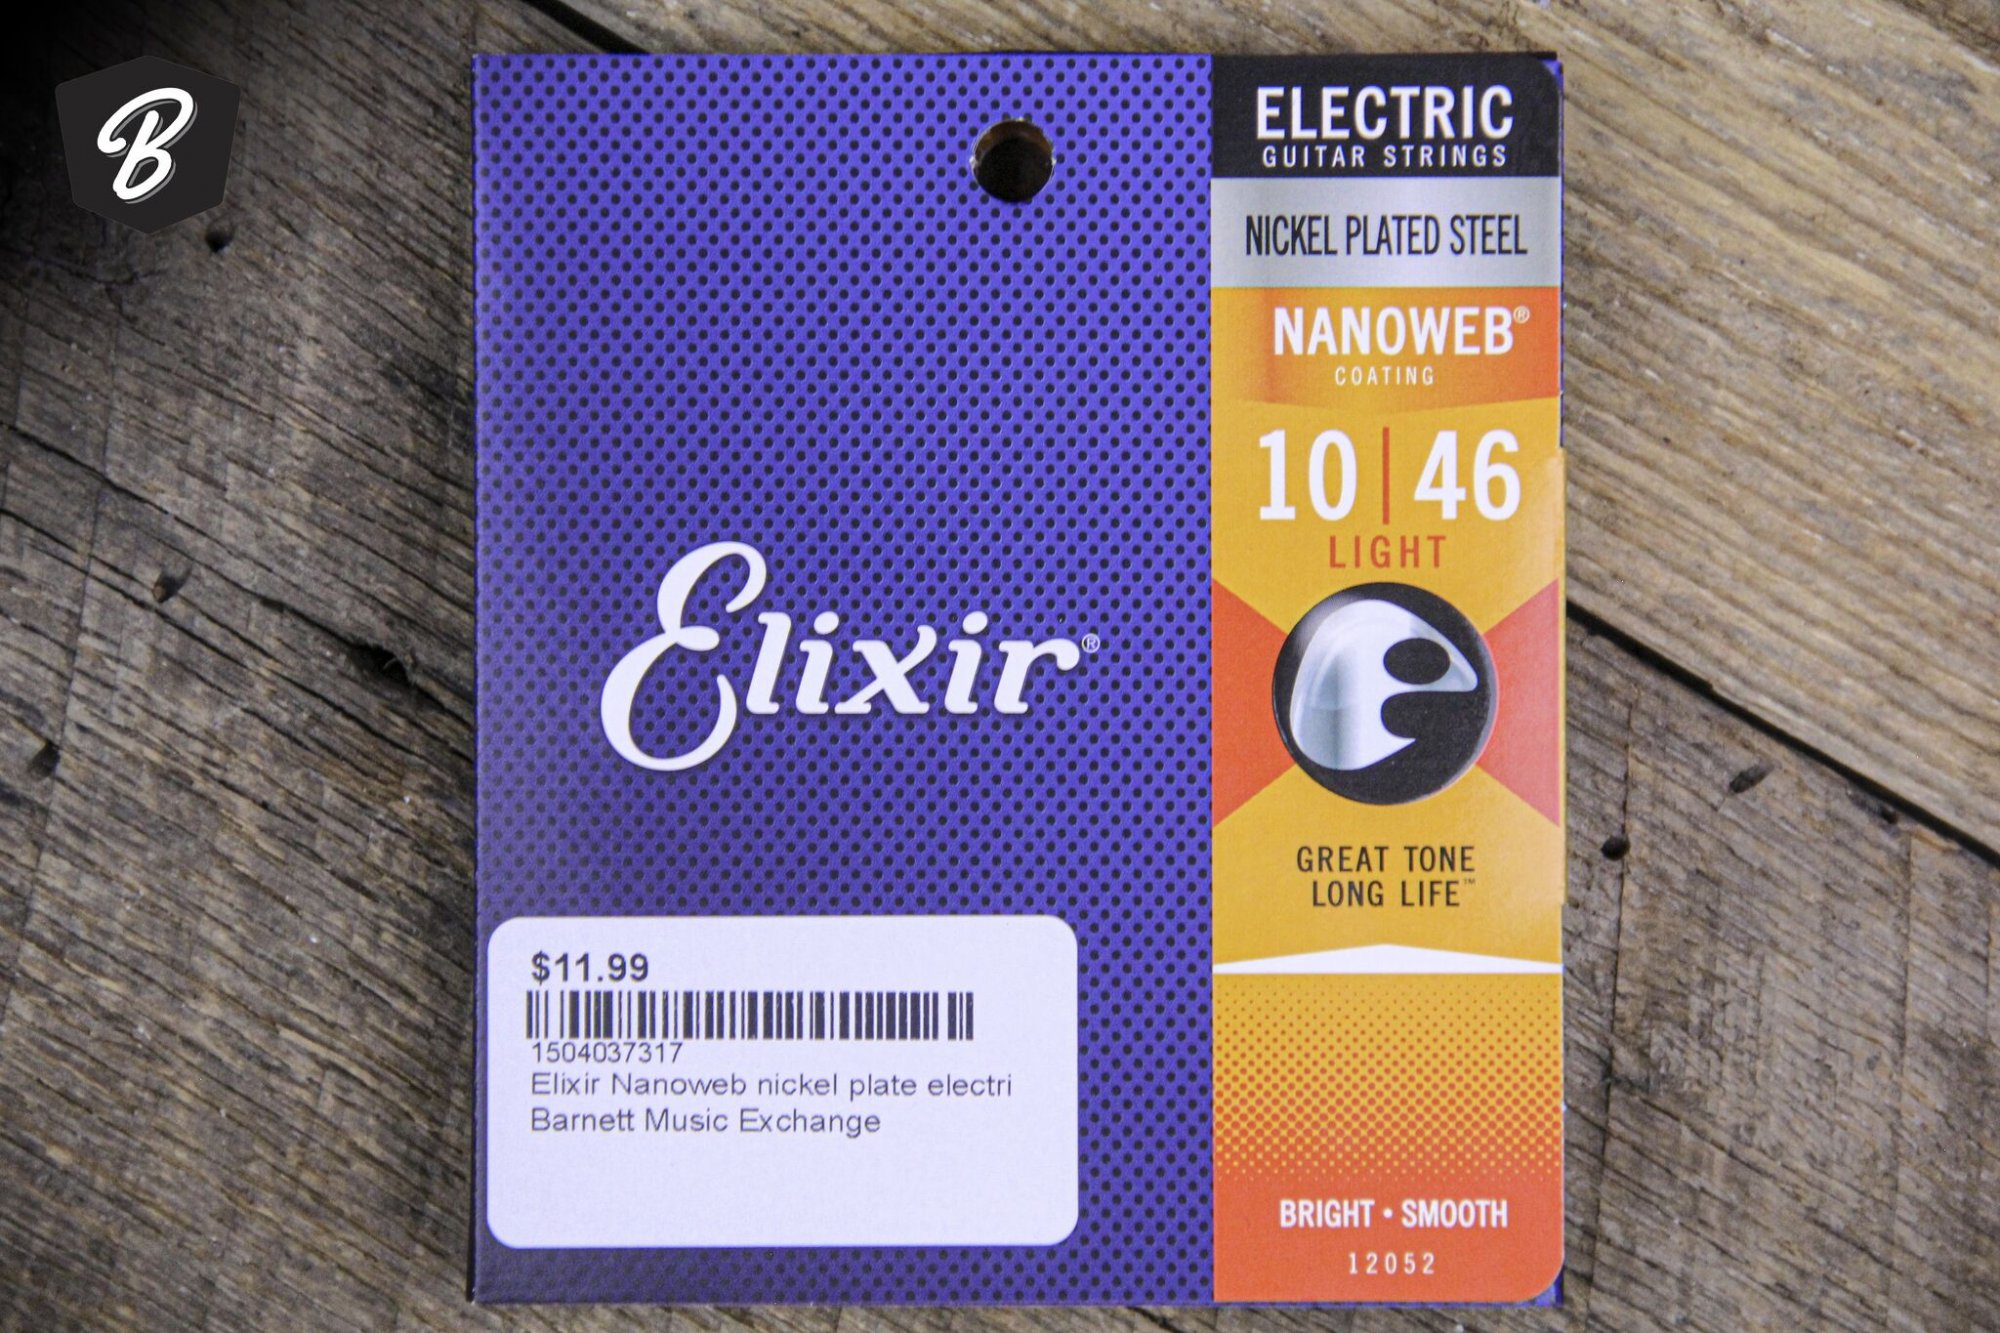 B
ELECTRIC
GUITAR STRINGS
NICKEL PLATED STEEL
NANOWEB®
COATING
10 | 46
LIGHT
Elixir®
GREAT TONE
LONG LIFE™
$11.99
1504037317
Elixir Nanoweb nickel plate electri
Barnett Music Exchange
BRIGHT • SMOOTH
12052